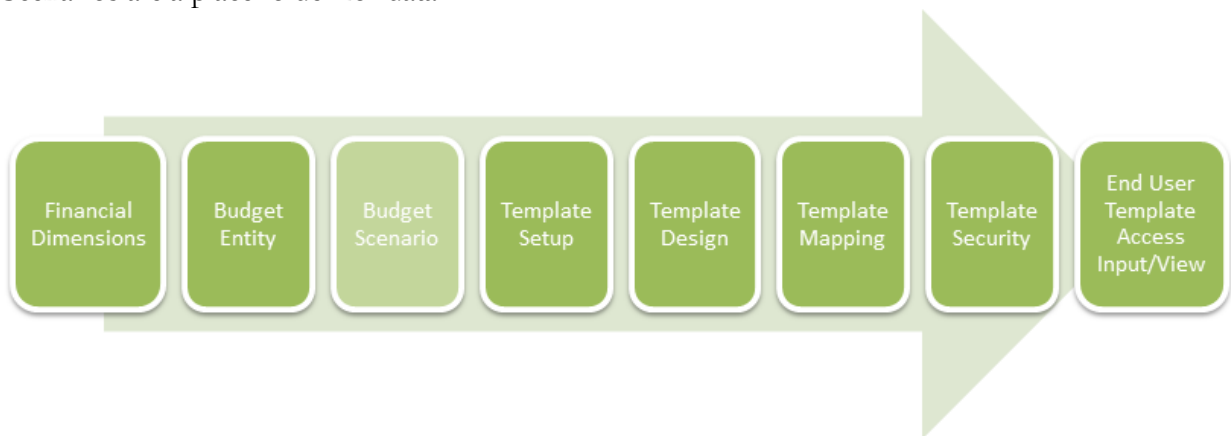 Financial
Dimensions
Budget
Entity
Budget
Scenario
Template
Setup
Template
Design
Template
Mapping
Template
Security
End User
Template
Access
Input/View